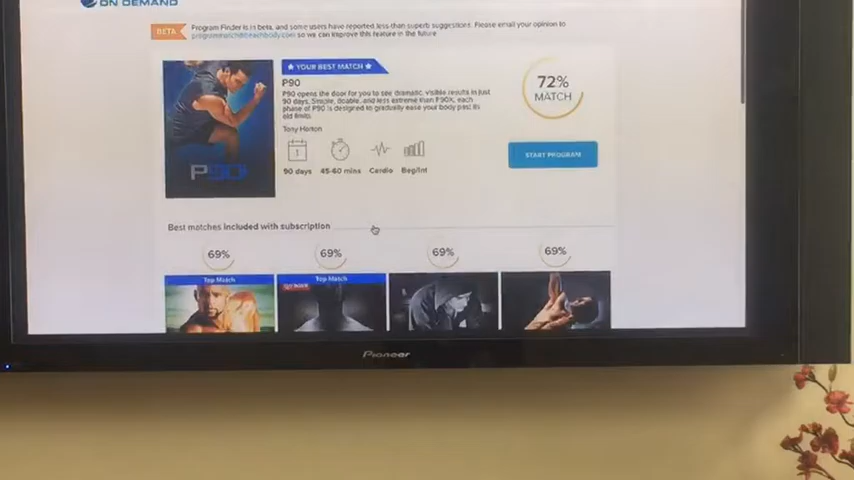 ON DEMAND
BETA
Program Finder is in beta, and some users have reported less than superb suggestions. Please email your opinion to
so we can improve this feature in the future
★ YOUR BEST MATCH ★
P90
P90 opens the door for you to see dramatic, visible results in just
90 days. Simple, doable, and less extreme than P90X, each
phase of P90 is designed to gradually ease your body past its
old limits.
Tony Horton
1
90 days
45-60 mins
Cardio
Beg/Int
72%
MATCH
START PROGRAM
P90
Best matches included with subscription
69%
69%
69%
69%
Top Match
Top Match
Pioneer